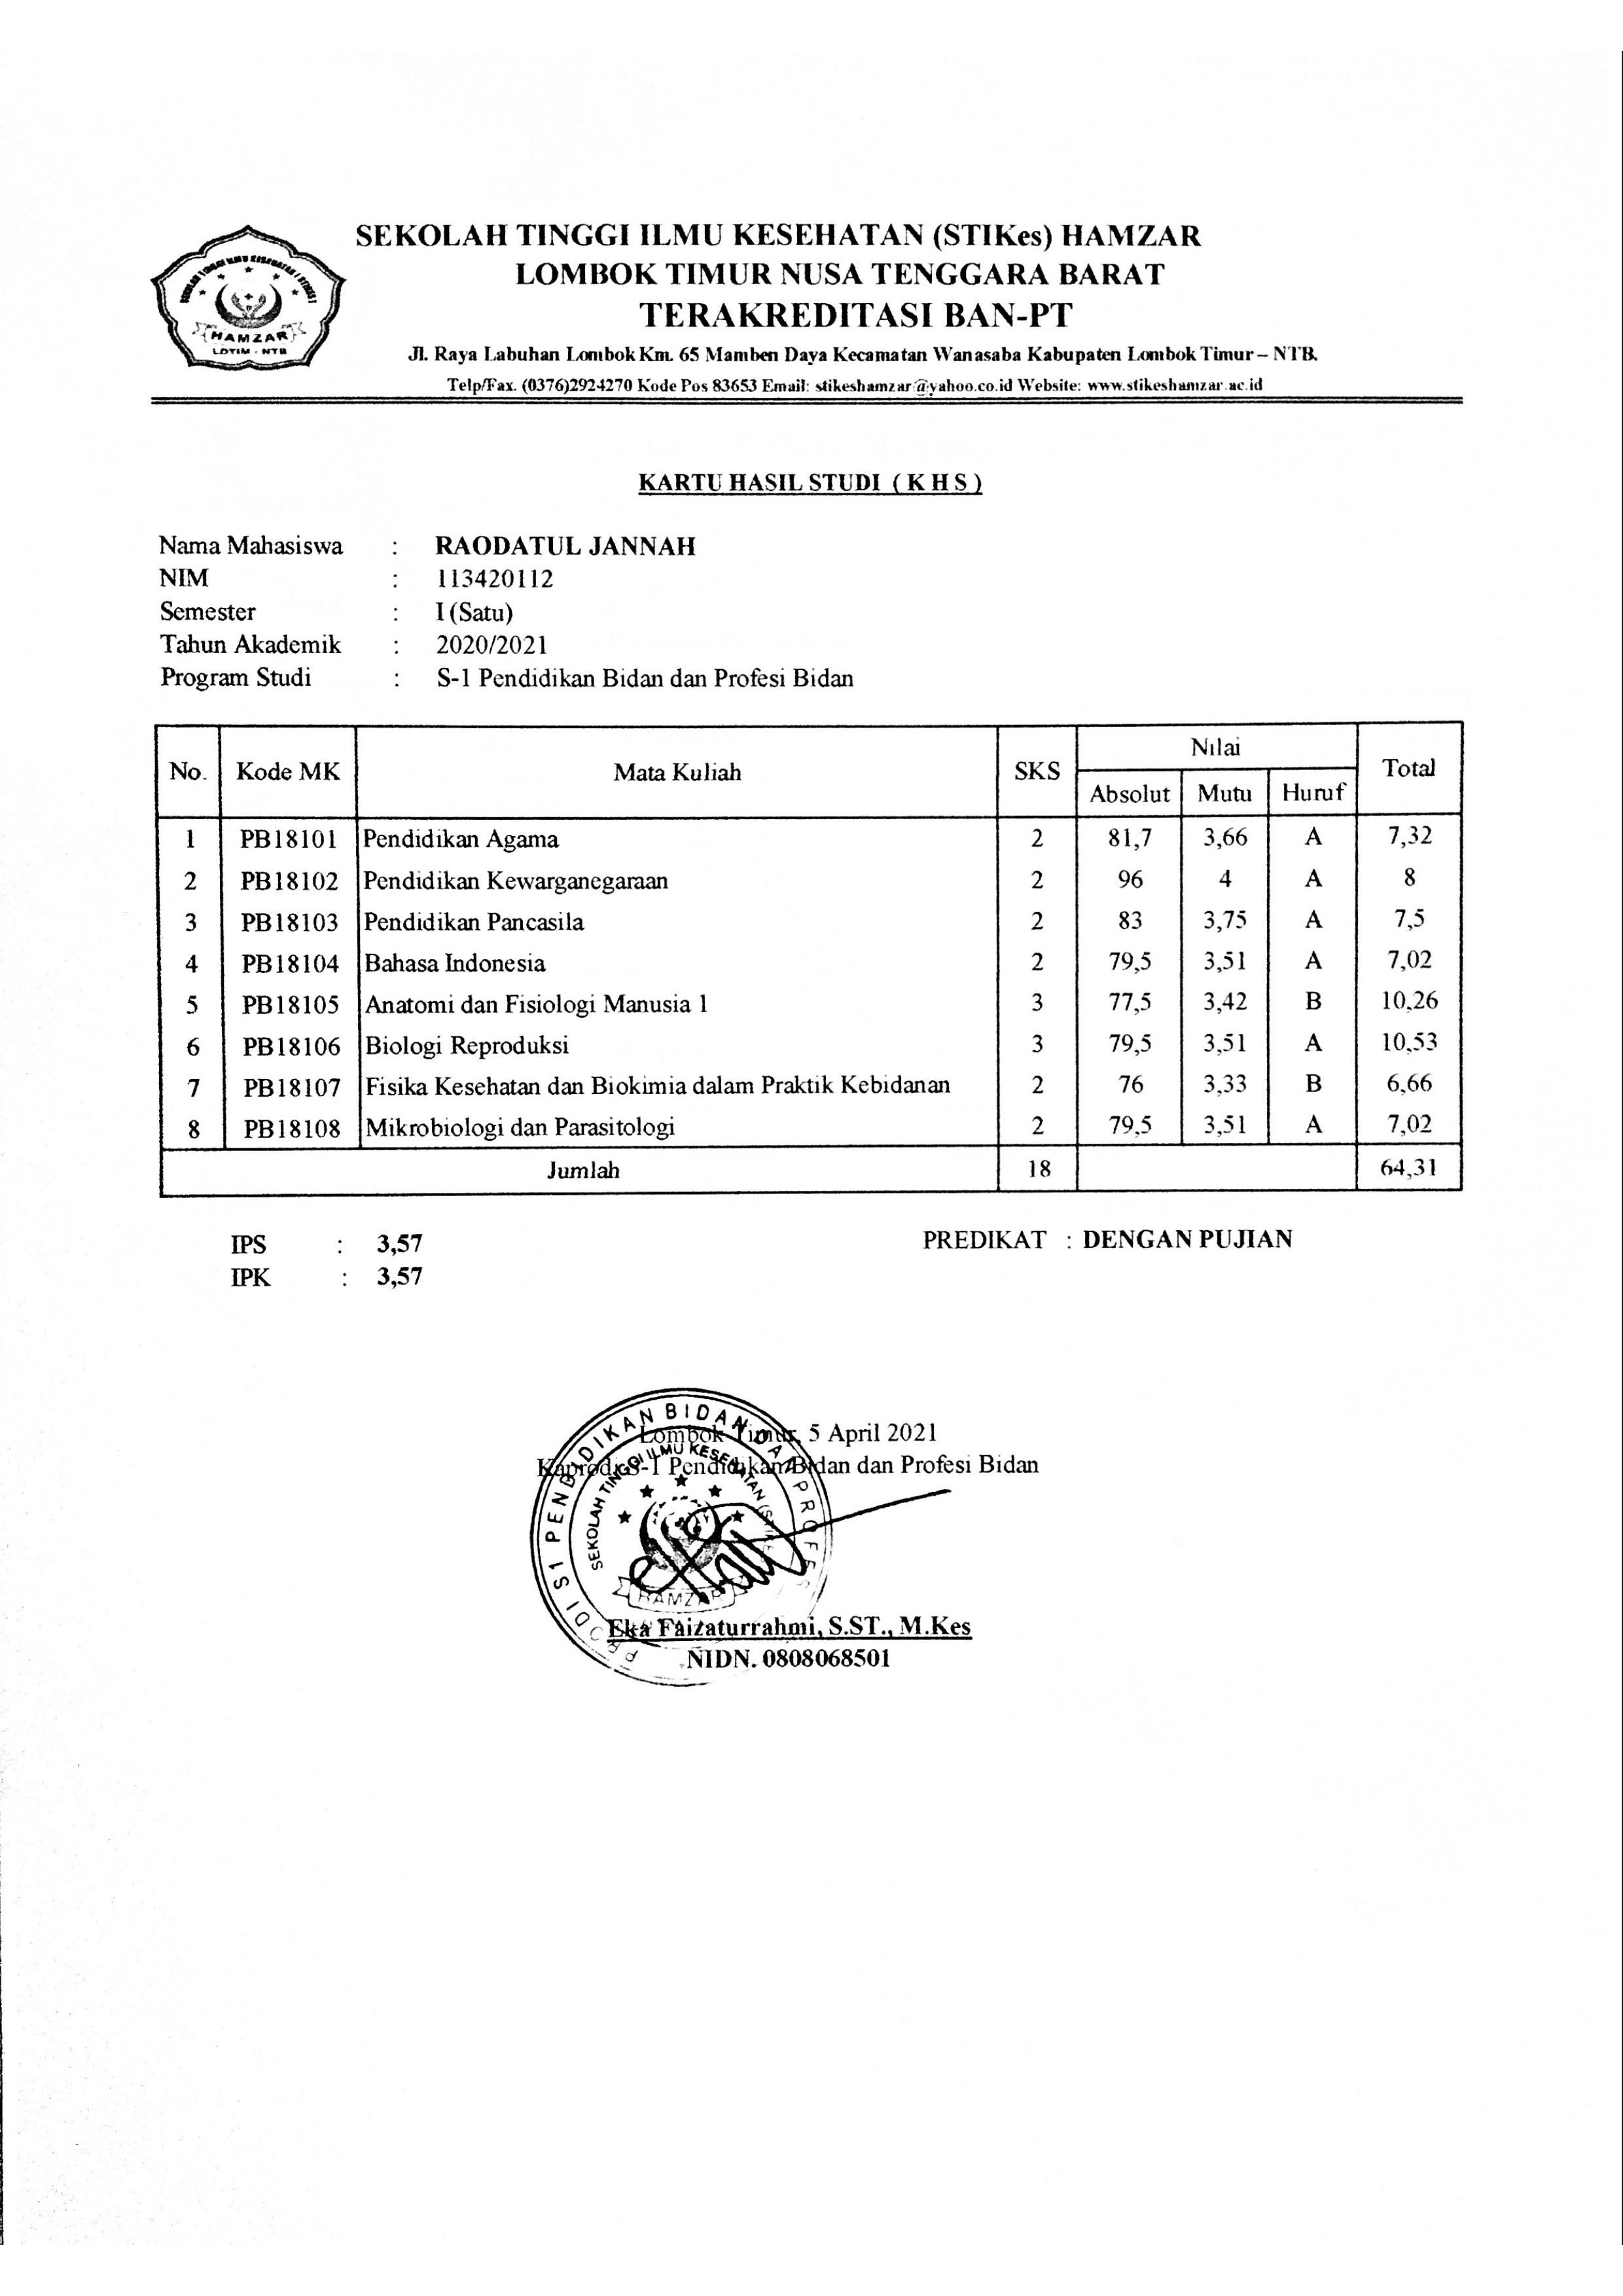 SEKOLAH TINGGI ILMU KESEHATAN (STIKes) HAMZAR
LOMBOK TIMUR NUSA TENGGARA BARAT
TERAKREDITASI BAN-PT
Jl. Raya Labuhan Lombok Km. 65 Mamben Daya Kecamatan Wanasaba Kabupaten Lombok Timur – NTB.
Telp/Fax. (0376)2924270 Kode Pos 83653 Email: stikeshamzar@yahoo.co.id Website: www.stikeshamzar.ac.id
HAMZAR
LOTIM - NTB
KARTU HASIL STUDI ( K H S )
Nama Mahasiswa : RAODATUL JANNAH
NIM : 113420112
Semester : I (Satu)
Tahun Akademik : 2020/2021
Program Studi : S-1 Pendidikan Bidan dan Profesi Bidan
No. Kode MK Mata Kuliah SKS Nilai Total
Absolut Mutu Huruf
1 PB18101 Pendidikan Agama 2 81,7 3,66 A 7,32
2 PB18102 Pendidikan Kewarganegaraan 2 96 4 A 8
3 PB18103 Pendidikan Pancasila 2 83 3,75 A 7,5
4 PB18104 Bahasa Indonesia 2 79,5 3,51 A 7,02
5 PB18105 Anatomi dan Fisiologi Manusia 1 3 77,5 3,42 B 10,26
6 PB18106 Biologi Reproduksi 3 79,5 3,51 A 10,53
7 PB18107 Fisika Kesehatan dan Biokimia dalam Praktik Kebidanan 2 76 3,33 B 6,66
8 PB18108 Mikrobiologi dan Parasitologi 2 79,5 3,51 A 7,02
Jumlah 18 64,31
IPS : 3,57 PREDIKAT : DENGAN PUJIAN
IPK : 3,57
Lombok Timur, 5 April 2021
Kaprodi S-1 Pendidikan Bidan dan Profesi Bidan
PRODI S1 PENDIDIKAN BIDAN DAN PROFESI
SEKOLAH TINGGI ILMU KESEHATAN
HAMZAR
Eka Faizaturrahmi, S.ST., M.Kes
NIDN. 0808068501